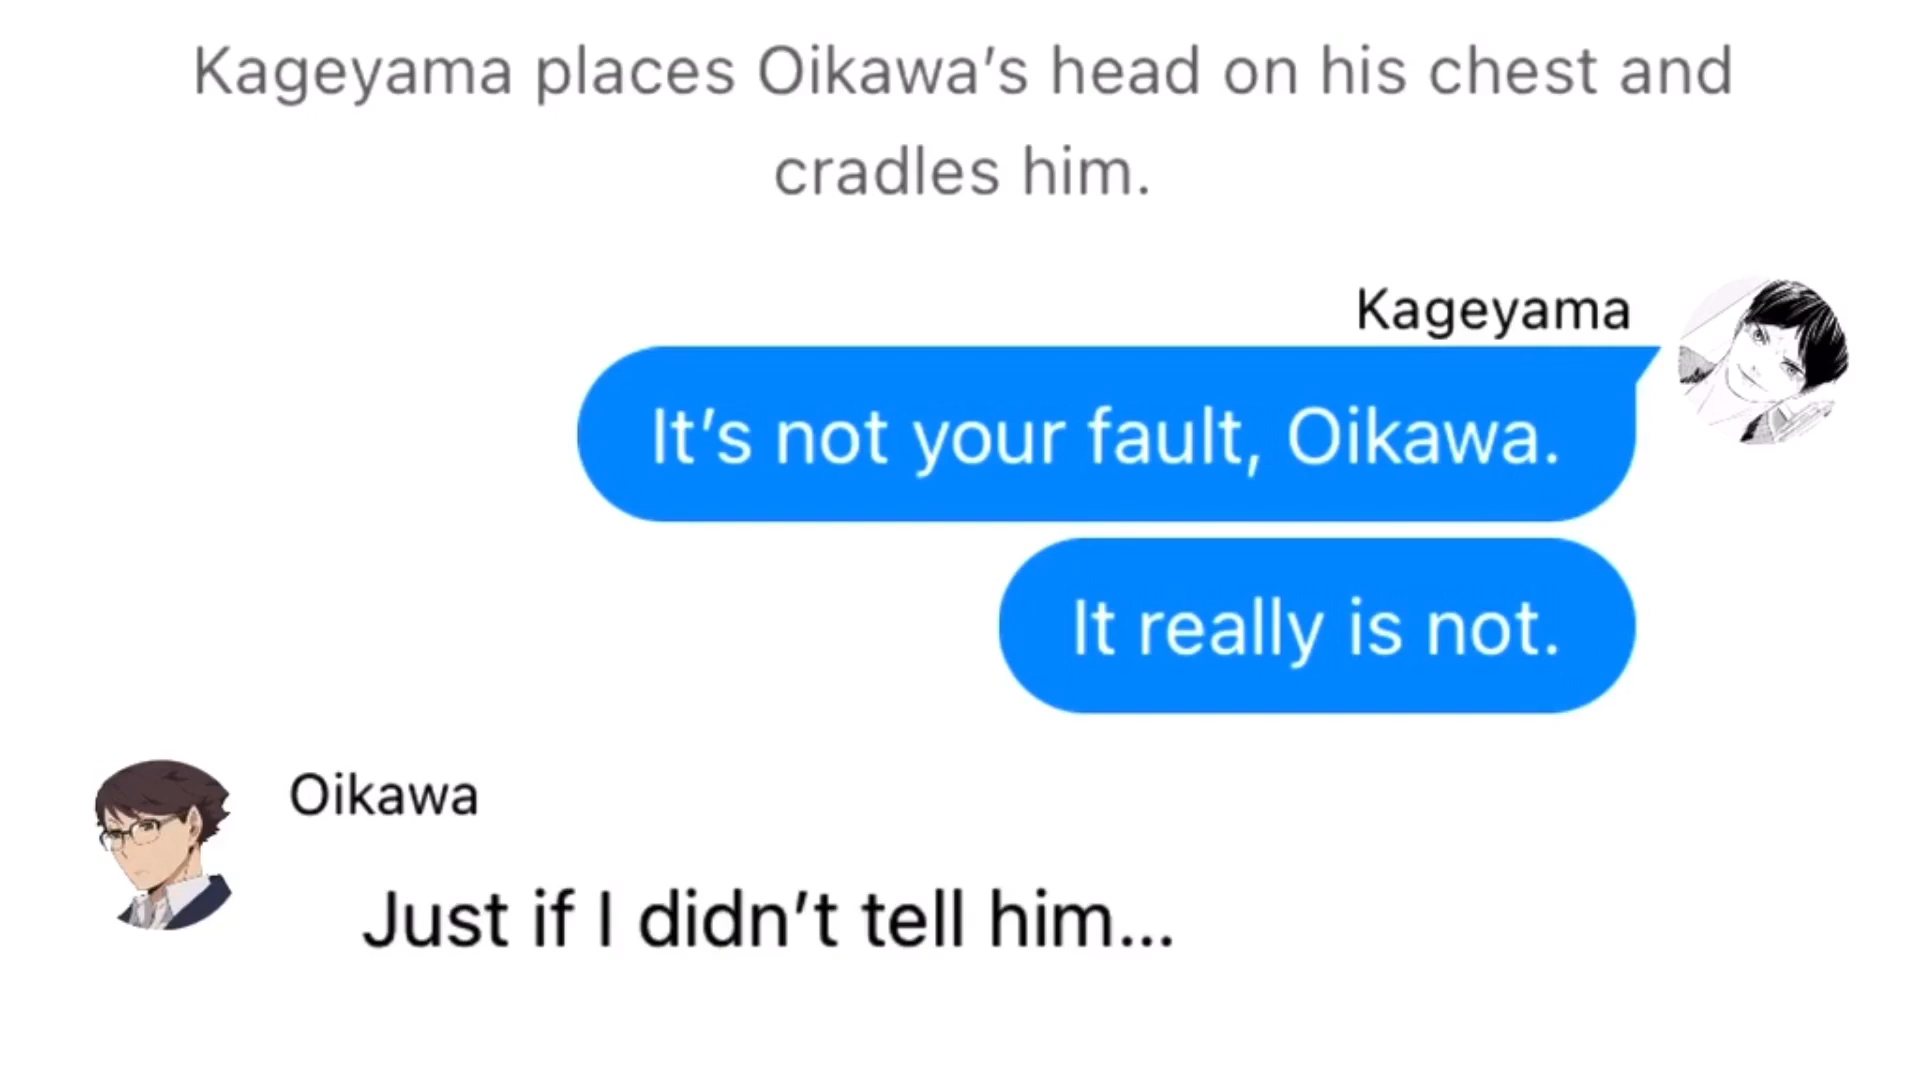 Kageyama places Oikawa’s head on his chest and
cradles him.
Kageyama
It’s not your fault, Oikawa.
It really is not.
Oikawa
Just if I didn’t tell him...